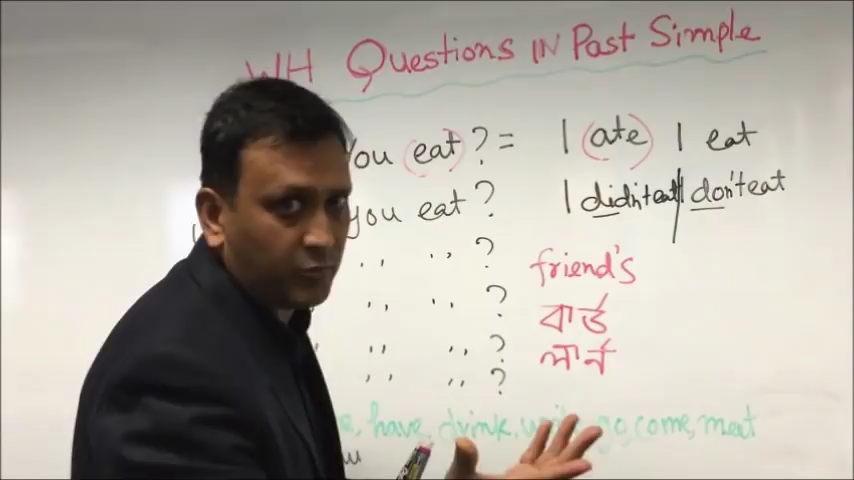 WH Questions IN Past Simple
you eat ? = I ate I eat
you eat ? I didn't eat I don't eat
,, ,, ? friend's
,, ,, ? বার্ড
,, ,, ? লার্ন
,, ,, ?
have, drink, write, go, come, meet